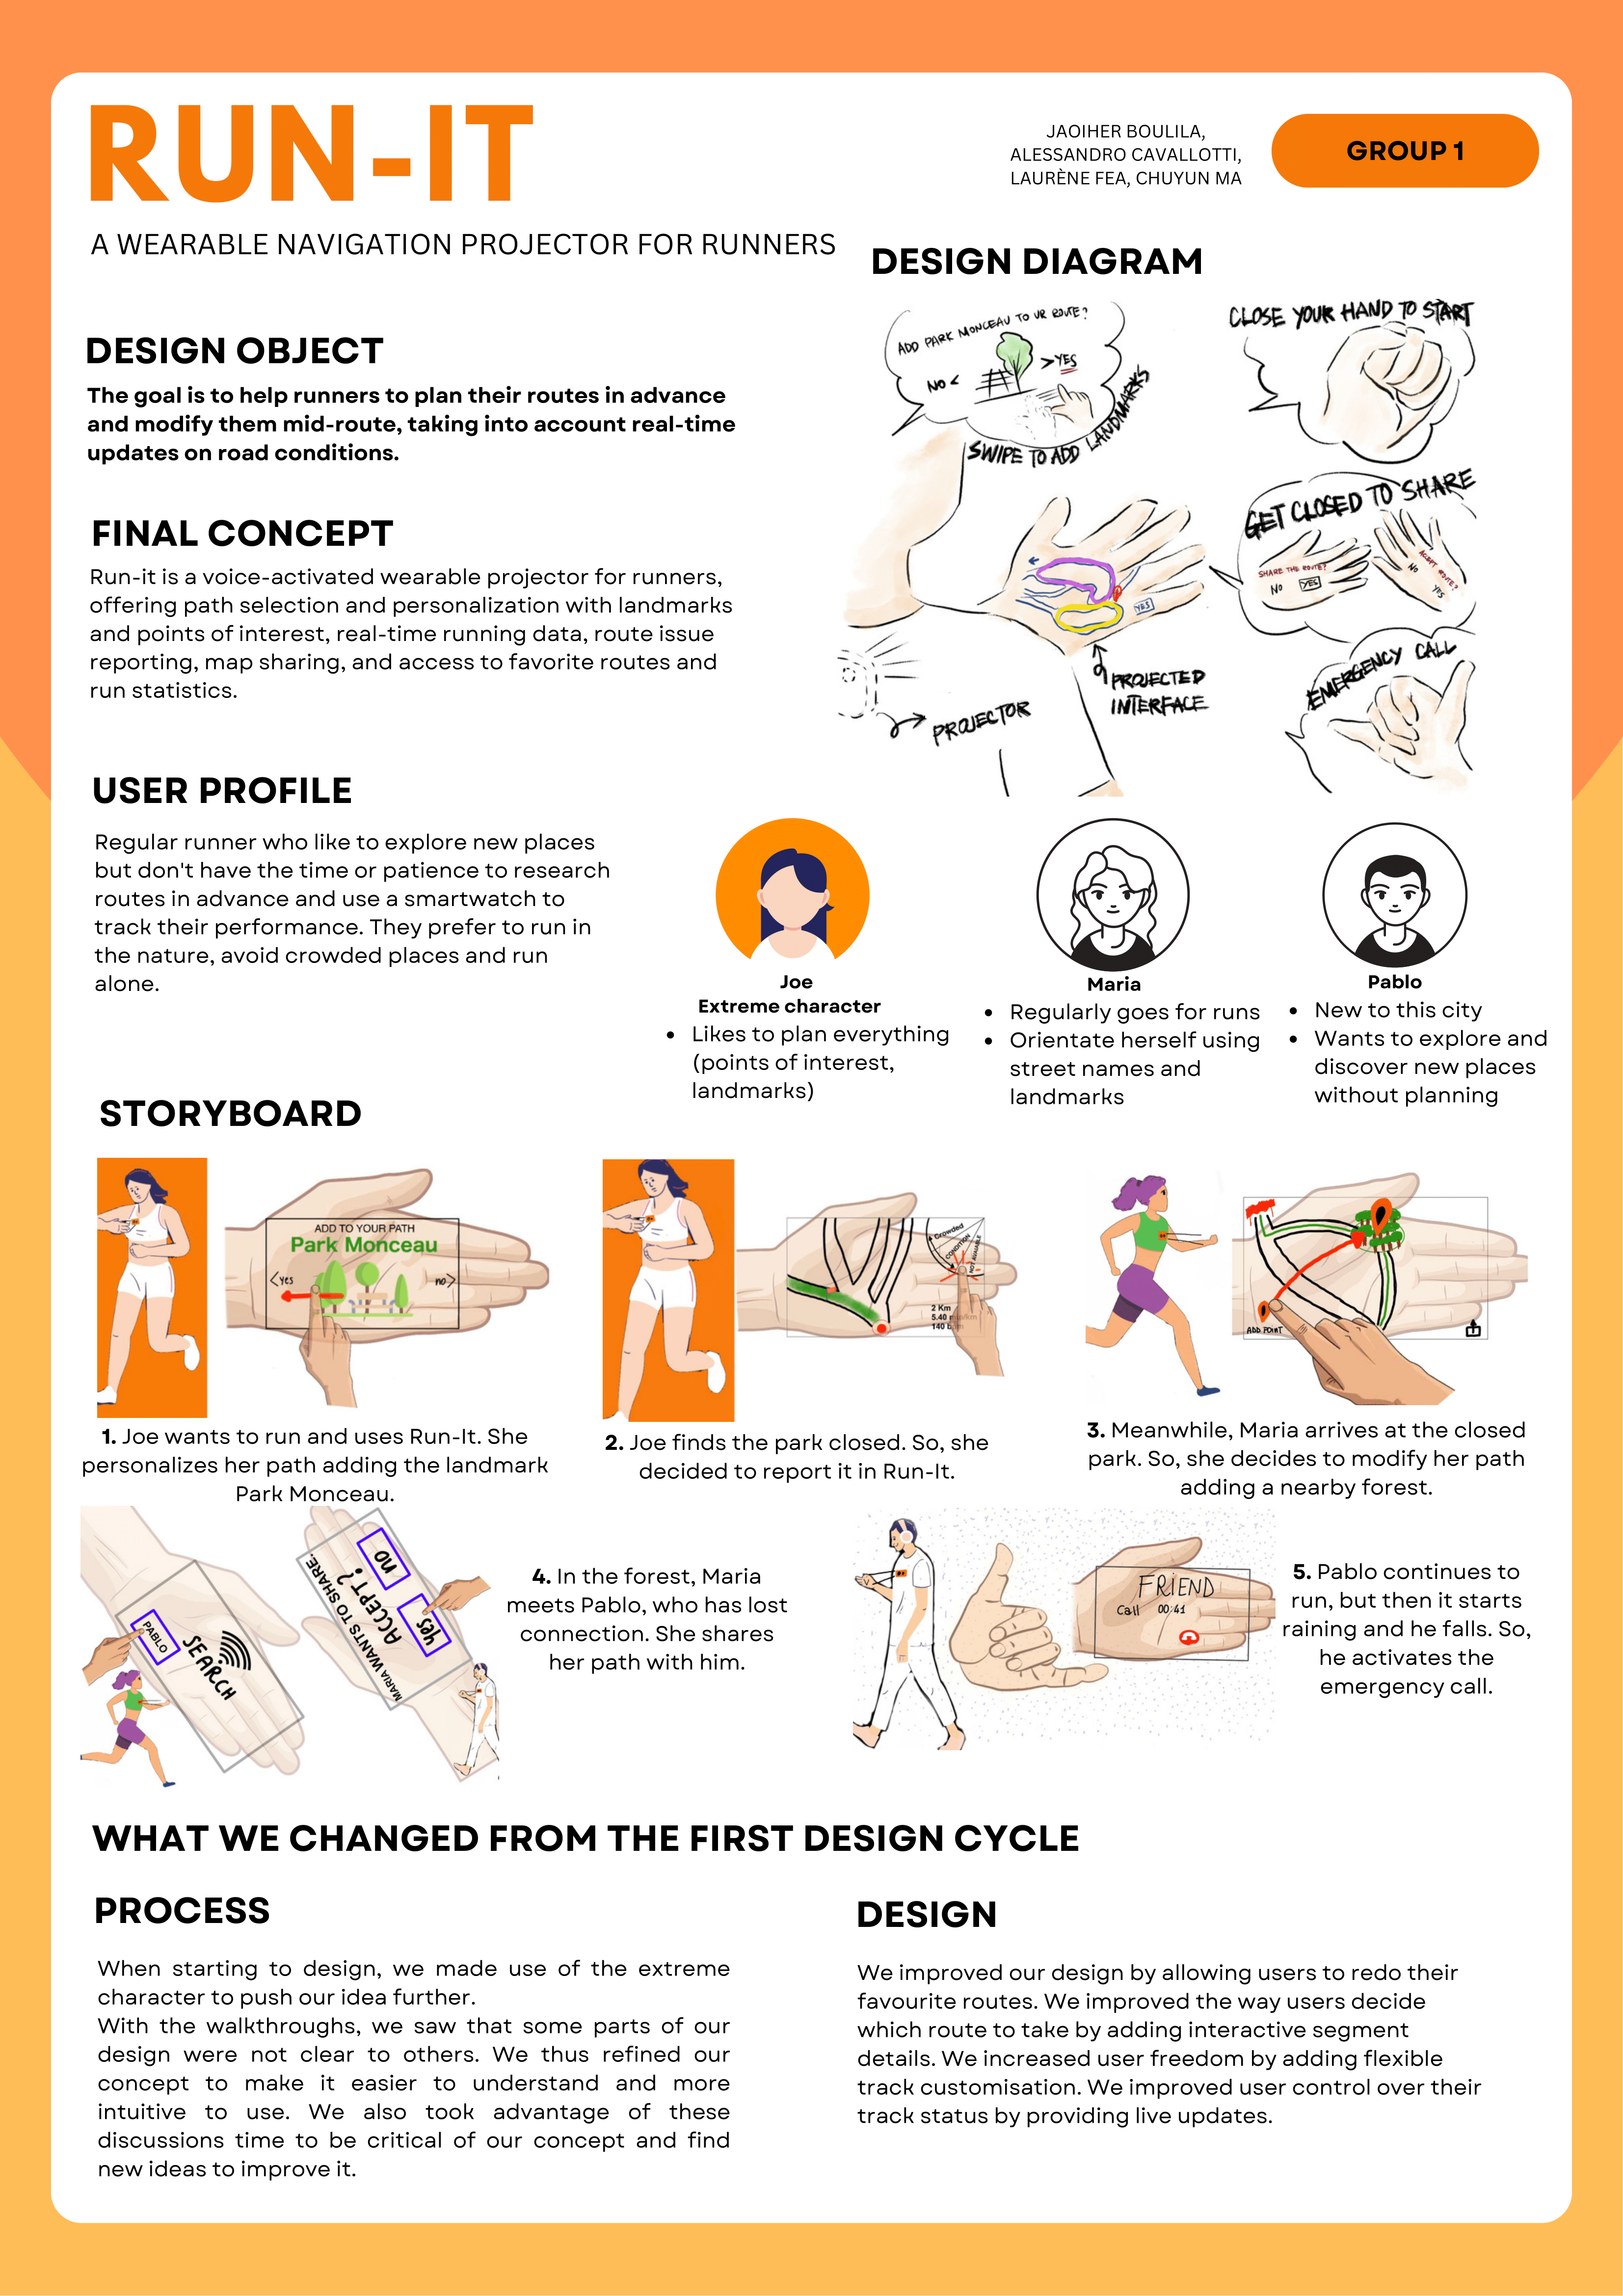 RUN-IT
A WEARABLE NAVIGATION PROJECTOR FOR RUNNERS
JAOIHER BOULILA,
ALESSANDRO CAVALLOTTI,
LAURÈNE FEA, CHUYUN MA
GROUP 1
DESIGN OBJECT
The goal is to help runners to plan their routes in advance
and modify them mid-route, taking into account real-time
updates on road conditions.
FINAL CONCEPT
Run-it is a voice-activated wearable projector for runners,
offering path selection and personalization with landmarks
and points of interest, real-time running data, route issue
reporting, map sharing, and access to favorite routes and
run statistics.
DESIGN DIAGRAM
ADD PARK MONCEAU TO UR ROUTE?
NO <
> YES
SWIPE TO ADD LANDMARKS
CLOSE YOUR HAND TO START
GET CLOSED TO SHARE
SHARE THE ROUTE?
NO YES
ACCEPT ROUTE?
NO
YES
YES
PROJECTED
INTERFACE
PROJECTOR
EMERGENCY CALL
USER PROFILE
Regular runner who like to explore new places
but don't have the time or patience to research
routes in advance and use a smartwatch to
track their performance. They prefer to run in
the nature, avoid crowded places and run
alone.
Joe
Extreme character
• Likes to plan everything
(points of interest,
landmarks)
Maria
• Regularly goes for runs
• Orientate herself using
street names and
landmarks
Pablo
• New to this city
• Wants to explore and
discover new places
without planning
STORYBOARD
ADD TO YOUR PATH
Park Monceau
<yes
no>
1. Joe wants to run and uses Run-It. She
personalizes her path adding the landmark
Park Monceau.
Crowded
CONDITION
NOT AVAILABLE
2 Km
5.40
140
2. Joe finds the park closed. So, she
decided to report it in Run-It.
ADD POINT
3. Meanwhile, Maria arrives at the closed
park. So, she decides to modify her path
adding a nearby forest.
PABLO
SEARCH
MARIA WANTS TO SHARE.
ACCEPT?
yes
no
4. In the forest, Maria
meets Pablo, who has lost
connection. She shares
her path with him.
FRIEND
Call 00:41
5. Pablo continues to
run, but then it starts
raining and he falls. So,
he activates the
emergency call.
WHAT WE CHANGED FROM THE FIRST DESIGN CYCLE
PROCESS
When starting to design, we made use of the extreme
character to push our idea further.
With the walkthroughs, we saw that some parts of our
design were not clear to others. We thus refined our
concept to make it easier to understand and more
intuitive to use. We also took advantage of these
discussions time to be critical of our concept and find
new ideas to improve it.
DESIGN
We improved our design by allowing users to redo their
favourite routes. We improved the way users decide
which route to take by adding interactive segment
details. We increased user freedom by adding flexible
track customisation. We improved user control over their
track status by providing live updates.